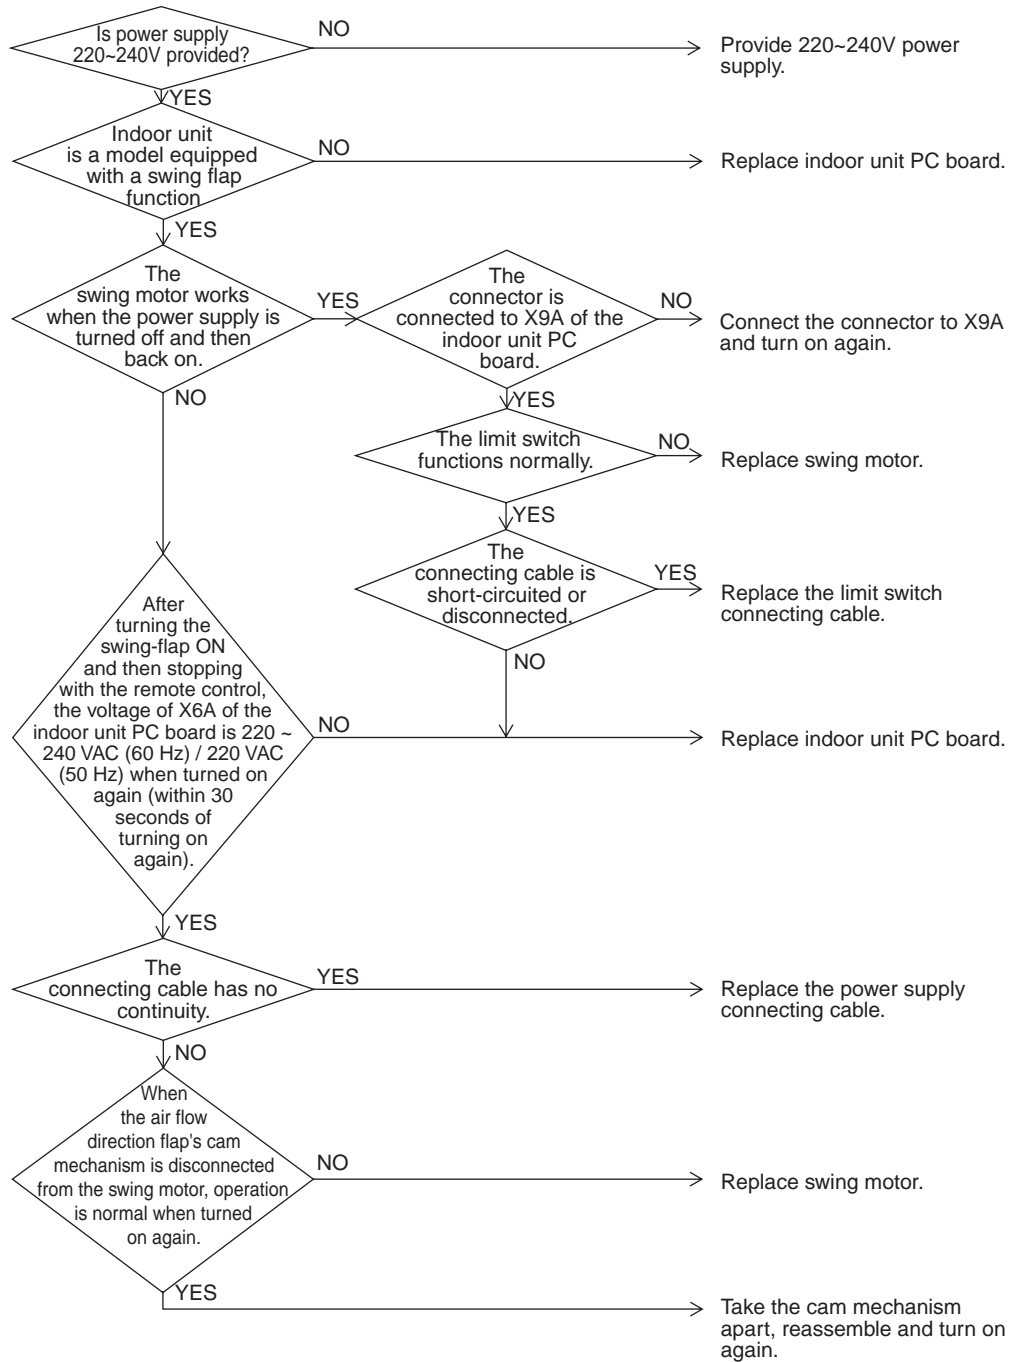 Is power supply
220~240V provided?
NO
Provide 220~240V power
supply.
YES
Indoor unit
is a model equipped
with a swing flap
function
NO
Replace indoor unit PC board.
YES
The
swing motor works
when the power supply is
turned off and then
back on.
YES
The
connector is
connected to X9A of the
indoor unit PC
board.
NO
Connect the connector to X9A
and turn on again.
NO
YES
The limit switch
functions normally.
NO
Replace swing motor.
YES
The
connecting cable is
short-circuited or
disconnected.
YES
Replace the limit switch
connecting cable.
NO
After
turning the
swing-flap ON
and then stopping
with the remote control,
the voltage of X6A of the
indoor unit PC board is 220 ~
240 VAC (60 Hz) / 220 VAC
(50 Hz) when turned on
again (within 30
seconds of
turning on
again).
NO
Replace indoor unit PC board.
YES
The
connecting cable has no
continuity.
YES
Replace the power supply
connecting cable.
NO
When
the air flow
direction flap's cam
mechanism is disconnected
from the swing motor, operation
is normal when turned
on again.
NO
Replace swing motor.
YES
Take the cam mechanism
apart, reassemble and turn on
again.